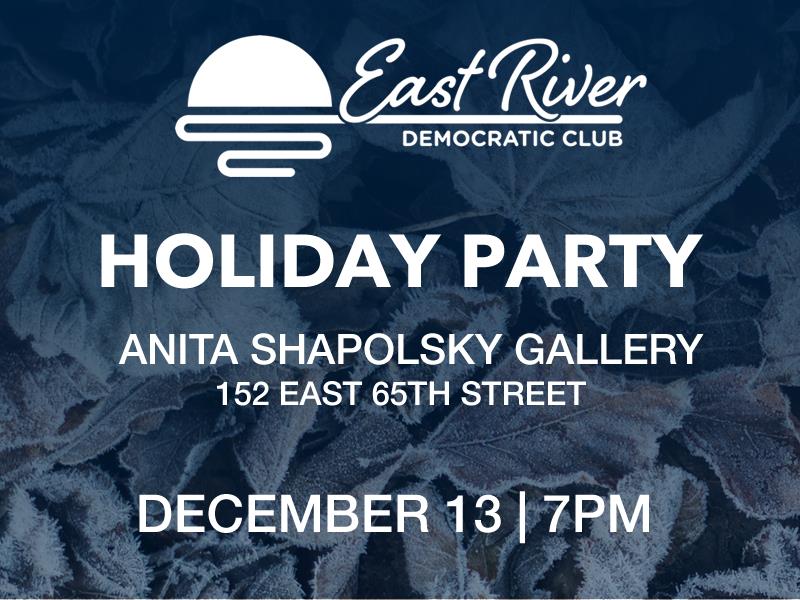 East River
DEMOCRATIC CLUB
HOLIDAY PARTY
ANITA SHAPOLSKY GALLERY
152 EAST 65TH STREET
DECEMBER 13 | 7PM